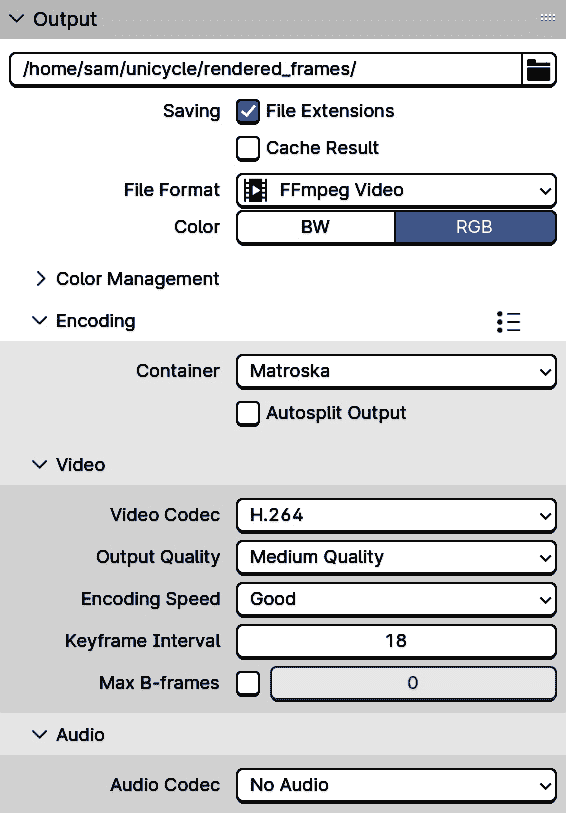 Output
/home/sam/unicycle/rendered_frames/
Saving File Extensions
Cache Result
File Format FFmpeg Video
Color BW RGB
Color Management
Encoding
Container Matroska
Autosplit Output
Video
Video Codec H.264
Output Quality Medium Quality
Encoding Speed Good
Keyframe Interval 18
Max B-frames 0
Audio
Audio Codec No Audio